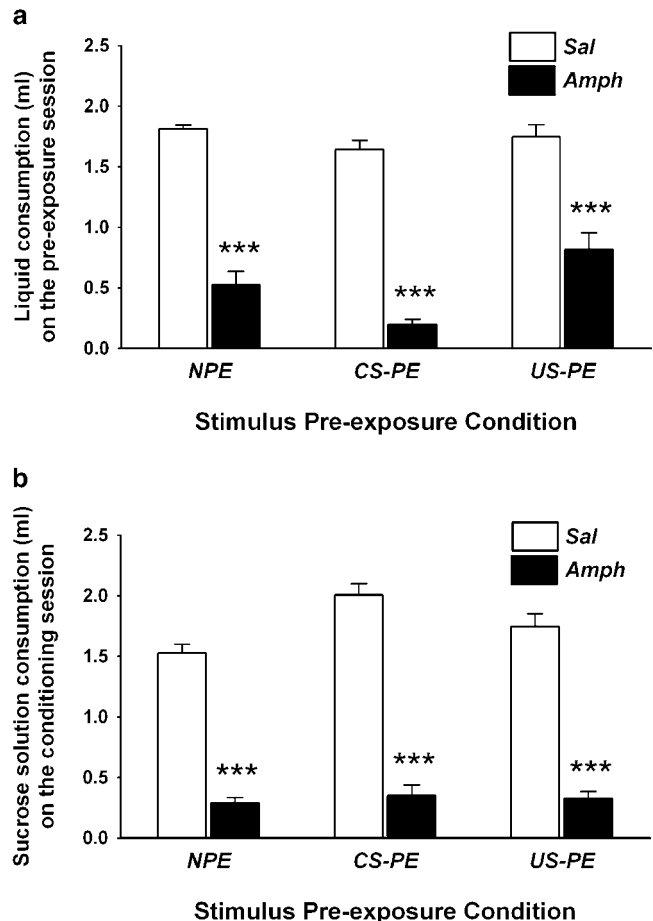 a
Liquid consumption (ml)
on the pre-exposure session
2.5
2.0
1.5
1.0
0.5
0.0
Sal
Amph
***
***
***
NPE
CS-PE
US-PE
Stimulus Pre-exposure Condition
b
Sucrose solution consumption (ml)
on the conditioning session
2.5
2.0
1.5
1.0
0.5
0.0
Sal
Amph
***
***
***
NPE
CS-PE
US-PE
Stimulus Pre-exposure Condition